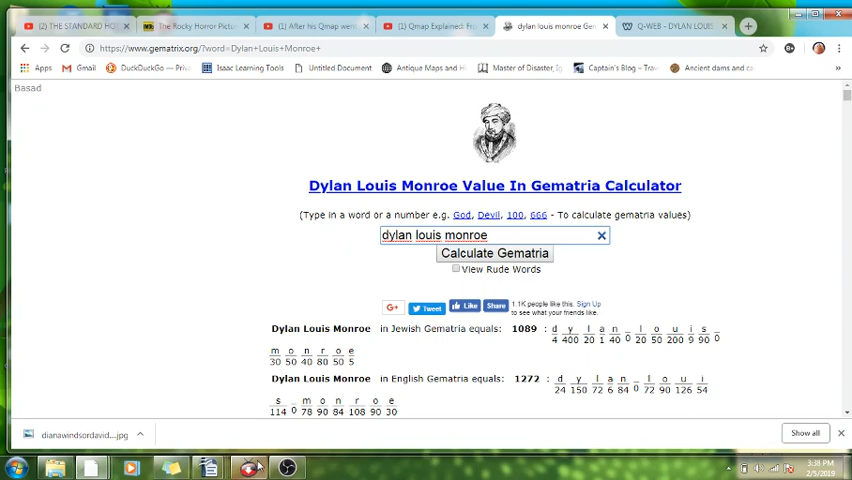 (2) THE STANDARD HO
The Rocky Horror Pictur
(1) After his Qmap wen
(1) Qmap Explained: Fr
dylan louis monroe Gem
Q-WEB - DYLAN LOUIS
https://www.gematrix.org/?word=Dylan+Louis+Monroe+
Apps
Gmail
DuckDuckGo — Priv
Isaac Learning Tools
Untitled Document
Antique Maps and H
Master of Disaster, Ig
Captain's Blog – Tra
Ancient dams and ca
Basad
Dylan Louis Monroe Value In Gematria Calculator
(Type in a word or a number e.g. God, Devil, 100, 666 - To calculate gematria values)
dylan louis monroe
Calculate Gematria
View Rude Words
G+ Tweet Like Share 1.1K people like this. Sign Up
to see what your friends like.
Dylan Louis Monroe in Jewish Gematria equals: 1089 : d y l a n l o u i s
4 400 20 1 40 0 20 50 200 9 90 0
m o n r o e
30 50 40 80 50 5
Dylan Louis Monroe in English Gematria equals: 1272 : d y l a n l o u i
24 150 72 6 84 0 72 90 126 54
s m o n r o e
114 0 78 90 84 108 90 30
dianawindsordavid....jpg
Show all
3:38 PM
2/5/2019